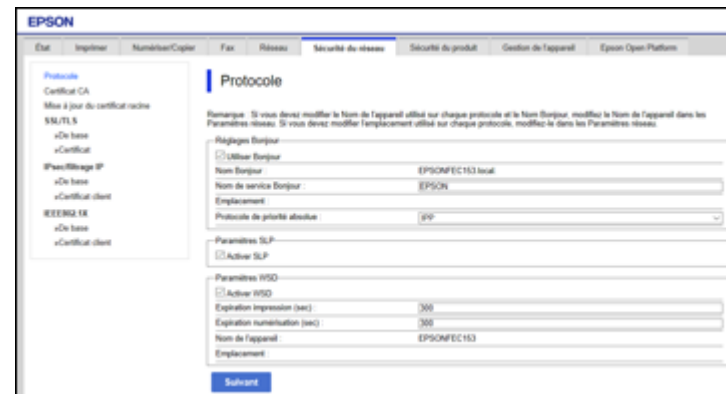 EPSON
État Imprimer Numériser/Copier Fax Réseau Sécurité du réseau Sécurité du produit Gestion de l'appareil Epson Open Platform
Protocole
Certificat CA
Mise à jour du certificat racine
SSL/TLS
»De base
»Certificat
IPsec/filtrage IP
»De base
»Certificat client
IEEE802.1X
»De base
»Certificat client
Protocole
Remarque : Si vous devez modifier le Nom de l'appareil utilisé sur chaque protocole et le Nom Bonjour, modifiez le Nom de l'appareil dans les
Paramètres réseau. Si vous devez modifier l'emplacement utilisé sur chaque protocole, modifiez-le dans les Paramètres réseau.
Réglages Bonjour
Utiliser Bonjour
Nom Bonjour : EPSONFEC153.local
Nom de service Bonjour : EPSON
Emplacement :
Protocole de priorité absolue : IPP
Paramètres SLP
Activer SLP
Paramètres WSD
Activer WSD
Expiration impression (sec) : 300
Expiration numérisation (sec) : 300
Nom de l'appareil : EPSONFEC153
Emplacement :
Suivant